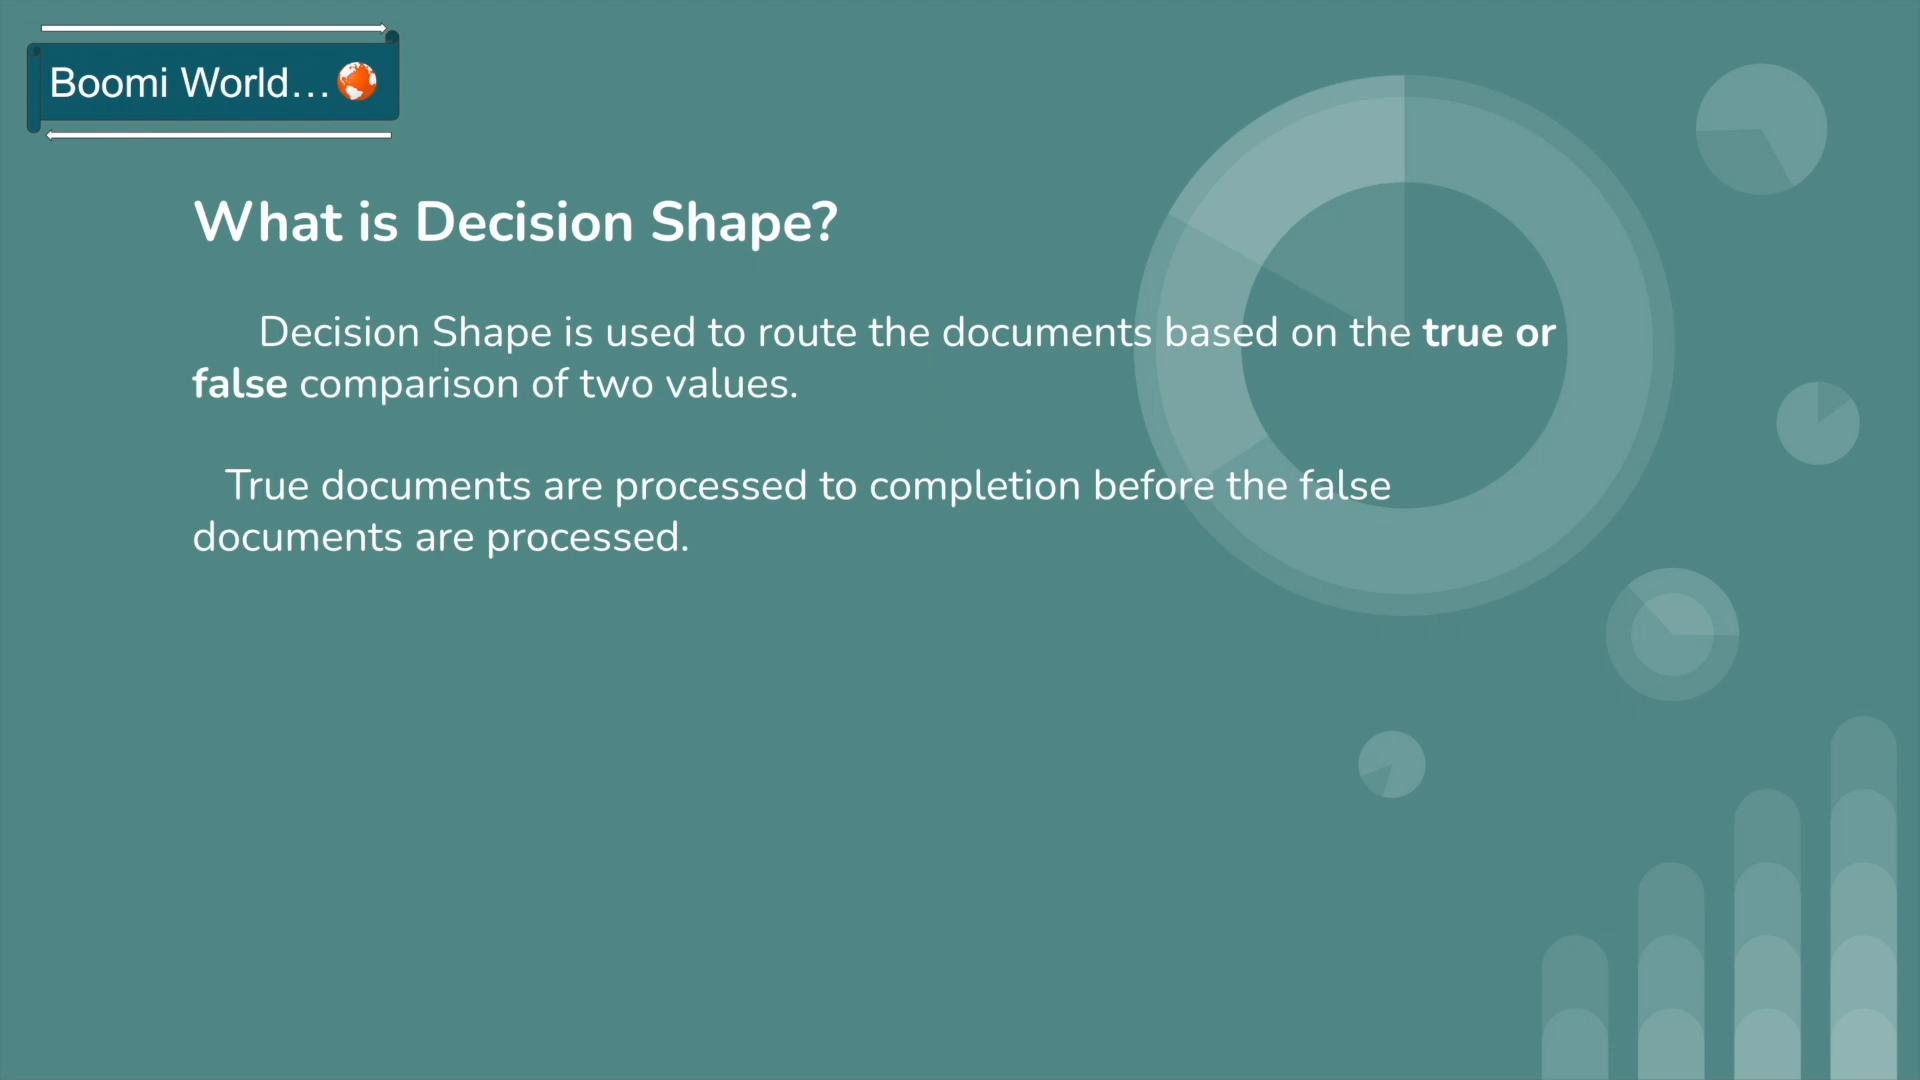 Boomi World...
What is Decision Shape?
Decision Shape is used to route the documents based on the true or
false comparison of two values.
True documents are processed to completion before the false
documents are processed.